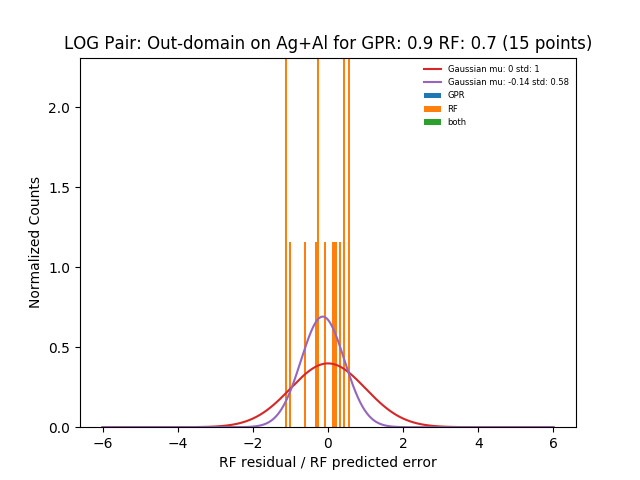 LOG Pair: Out-domain on Ag+Al for GPR: 0.9 RF: 0.7 (15 points)
Gaussian mu: 0 std: 1
Gaussian mu: -0.14 std: 0.58
GPR
RF
both
Normalized Counts
2.0
1.5
1.0
0.5
0.0
−6 −4 −2 0 2 4 6
RF residual / RF predicted error